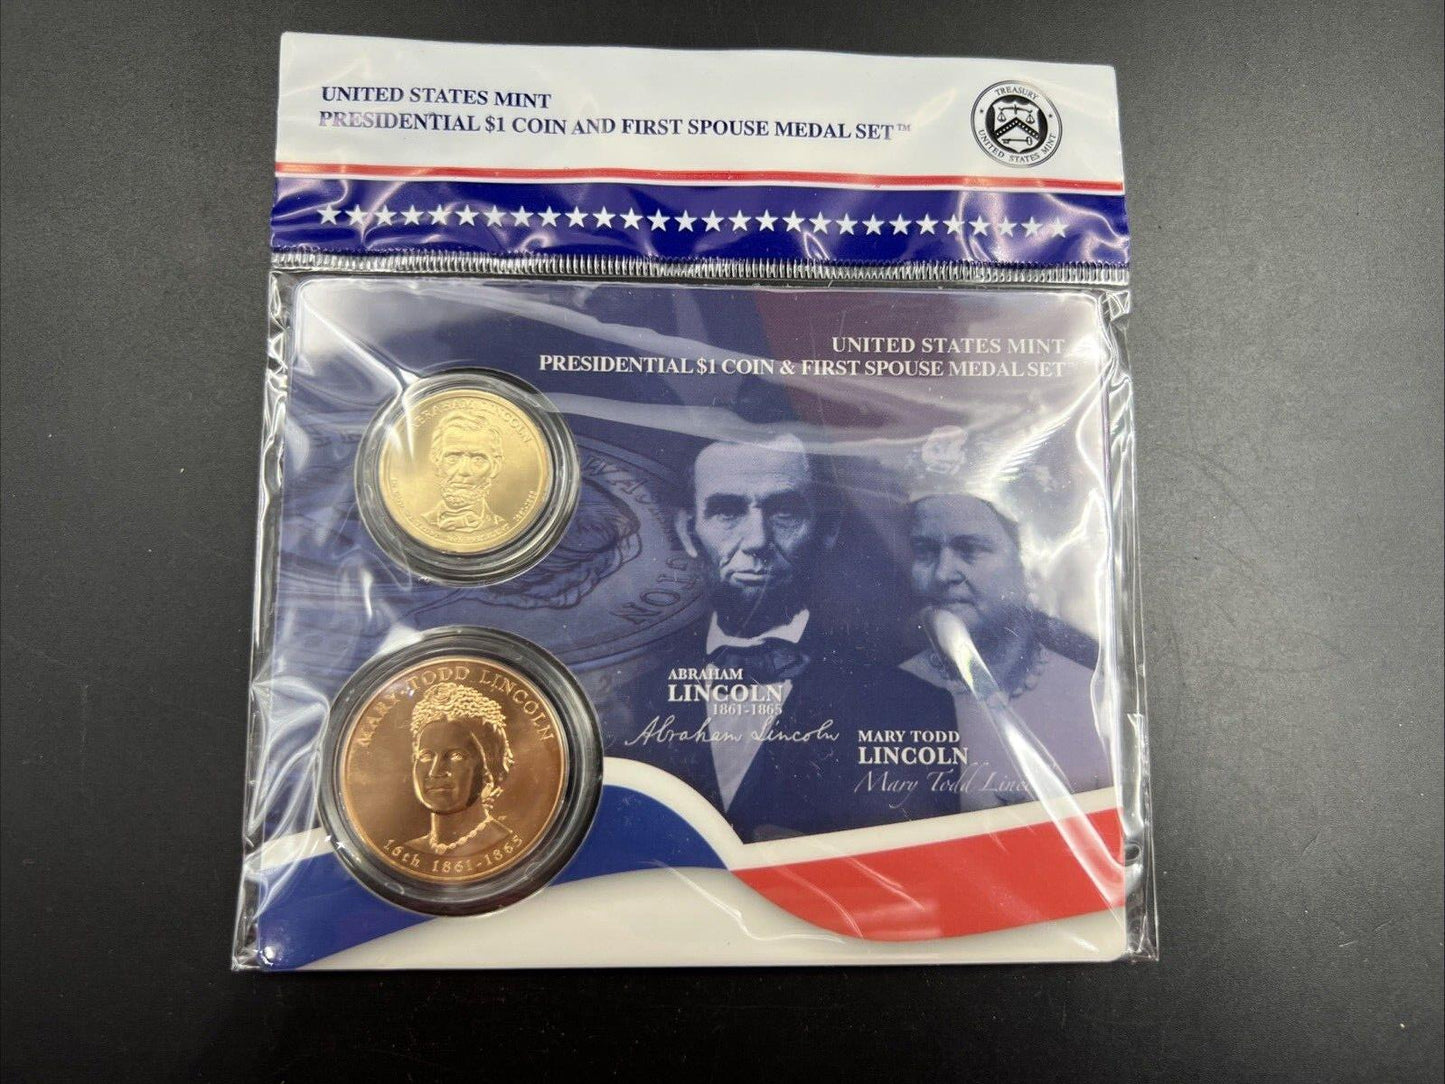 UNITED STATES MINT
PRESIDENTIAL $1 COIN AND FIRST SPOUSE MEDAL SET™
TREASURY
UNITED STATES MINT
UNITED STATES MINT
PRESIDENTIAL $1 COIN & FIRST SPOUSE MEDAL SET™
ABRAHAM LINCOLN
ABRAHAM
LINCOLN
1861-1865
Abraham Lincoln
MARY TODD
LINCOLN
Mary Todd
MARY TODD LINCOLN
16th 1861-1865